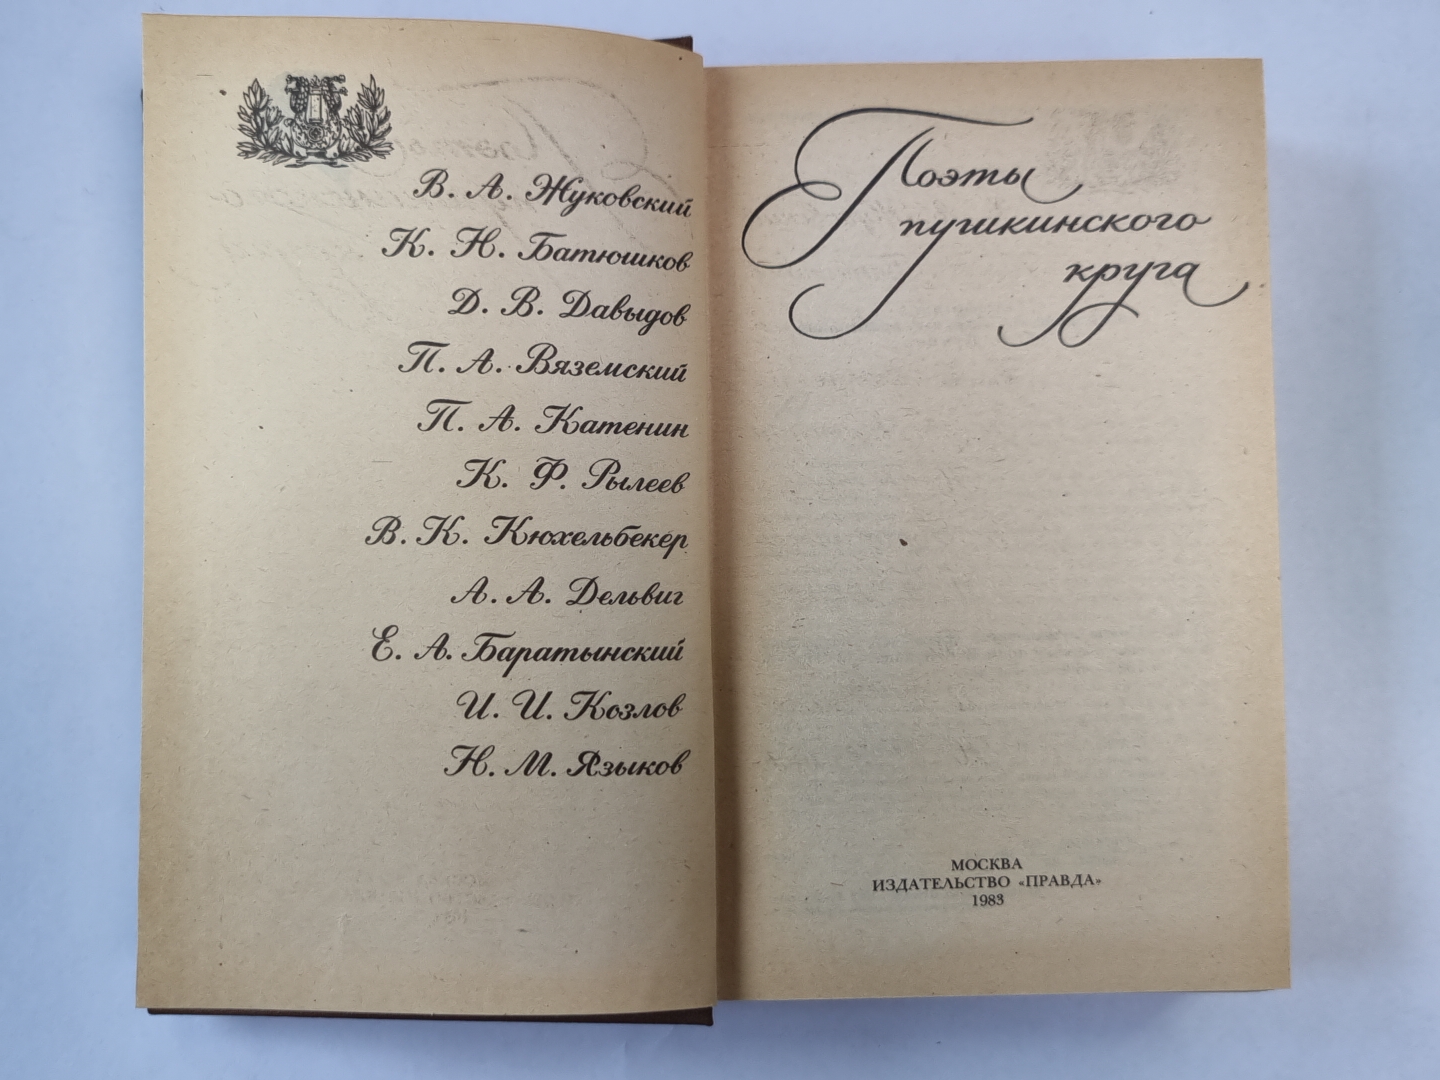 В. А. Жуковский
К. Н. Батюшков
Д. В. Давыдов
П. А. Вяземский
П. А. Катенин
К. Ф. Рылеев
В. К. Кюхельбекер
А. А. Дельвиг
Е. А. Баратынский
И. И. Козлов
Н. М. Языков
Поэты
пушкинского
круга
МОСКВА
ИЗДАТЕЛЬСТВО «ПРАВДА»
1983